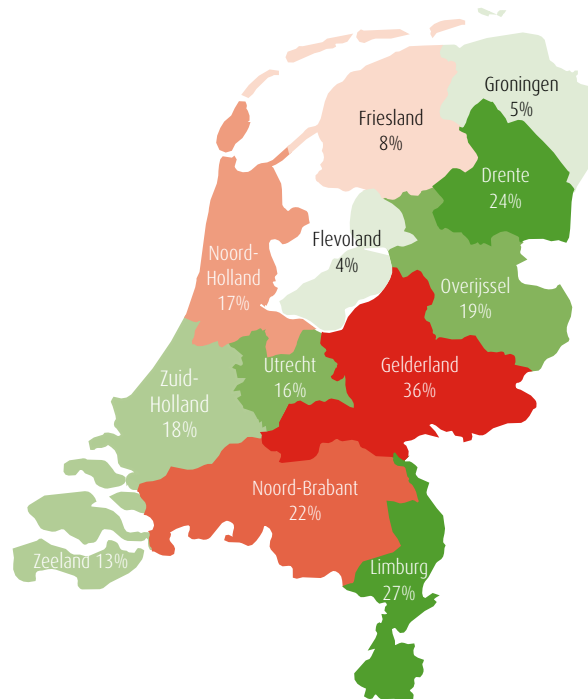 Groningen
5%
Friesland
8%
Drente
24%
Flevoland
4%
Noord-
Holland
17%
Overijssel
19%
Utrecht
16%
Gelderland
36%
Zuid-
Holland
18%
Noord-Brabant
22%
Zeeland 13%
Limburg
27%